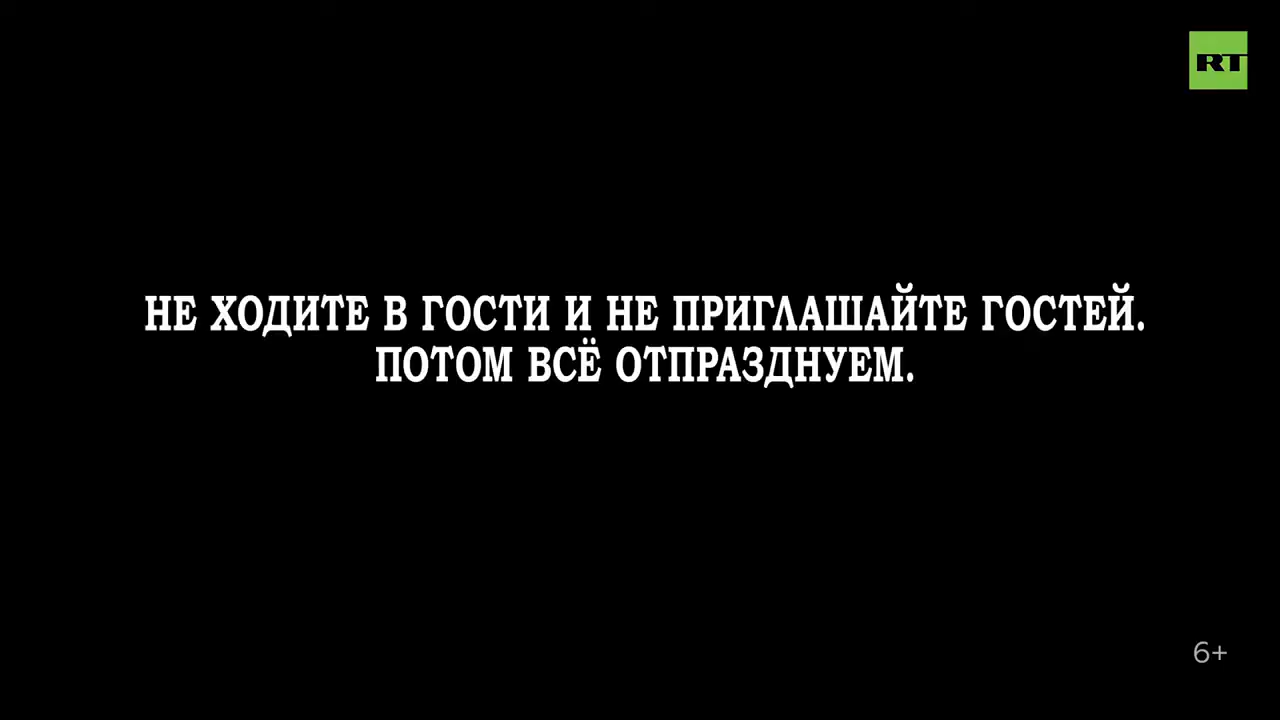 RT
НЕ ХОДИТЕ В ГОСТИ И НЕ ПРИГЛАШАЙТЕ ГОСТЕЙ.
ПОТОМ ВСЁ ОТПРАЗДНУЕМ.
6+